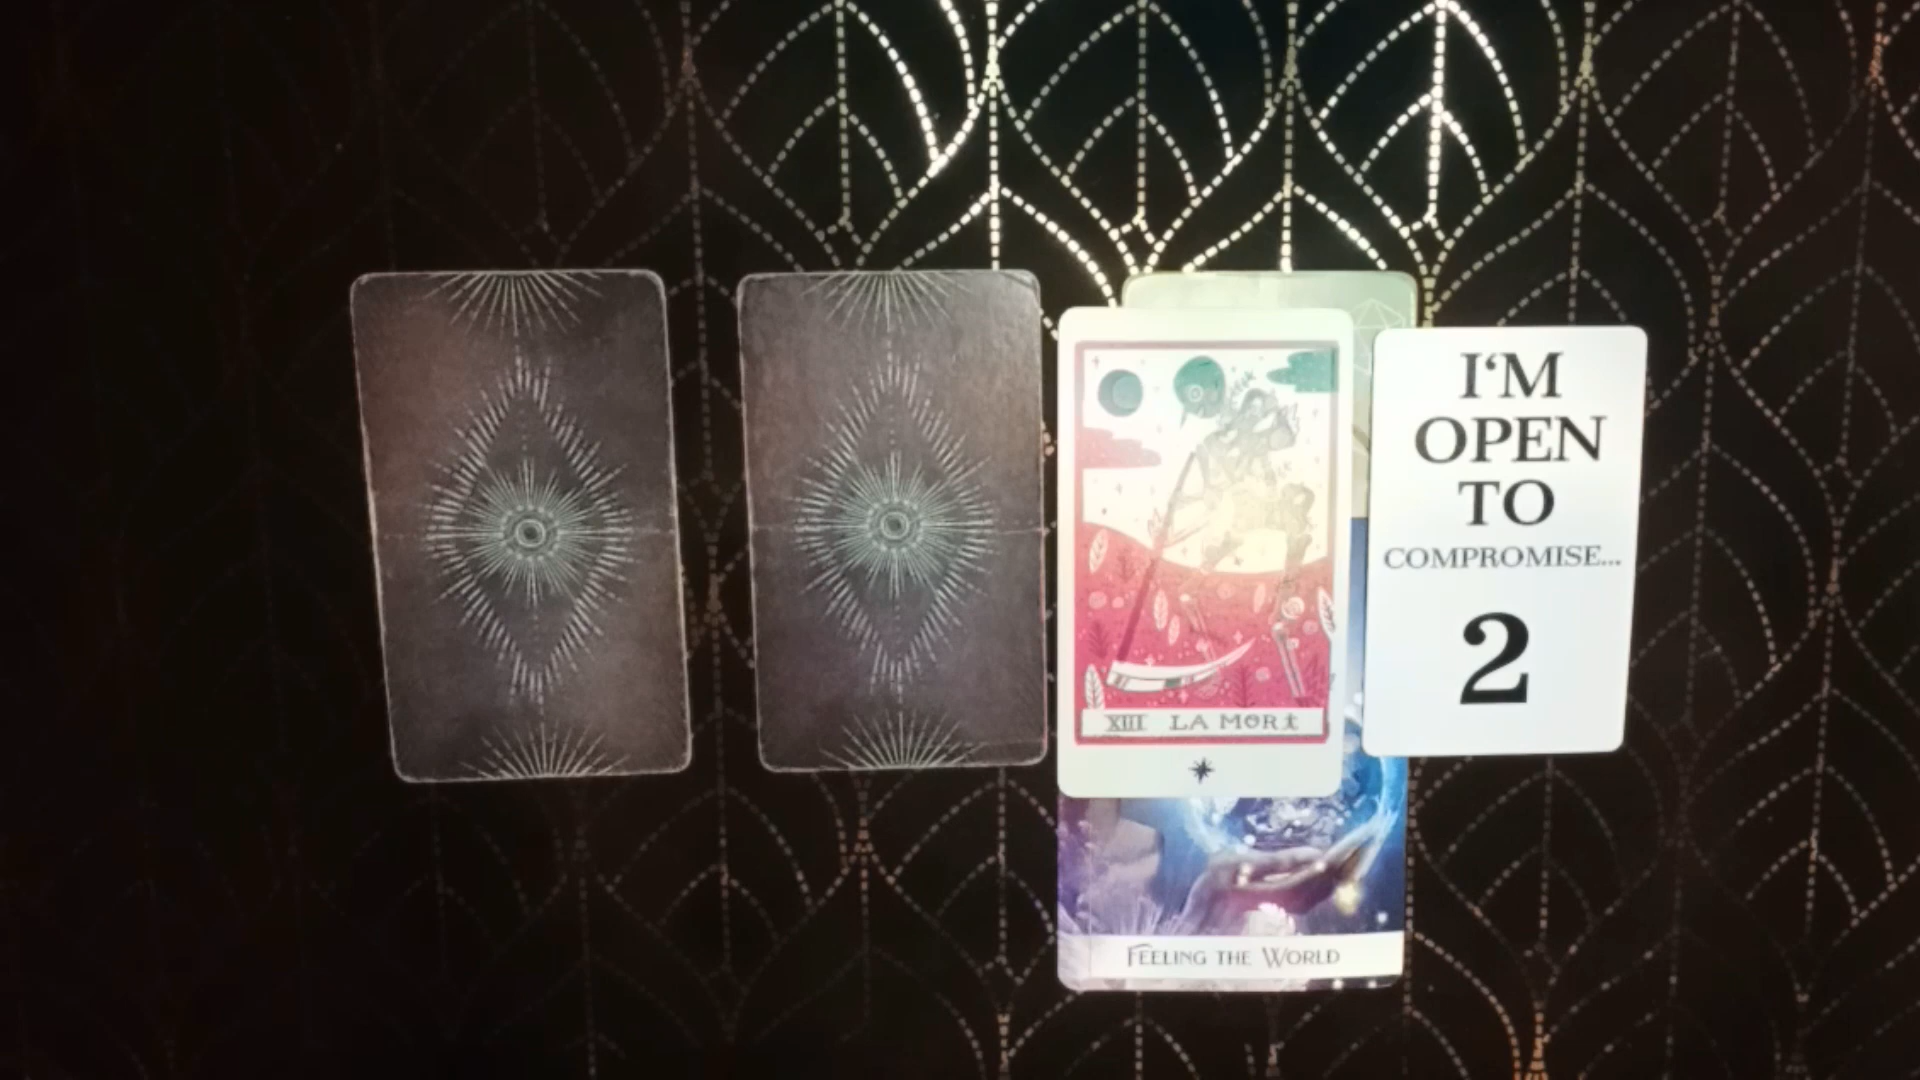 XIII LA MORT
I'M
OPEN
TO
COMPROMISE...
2
FEELING THE WORLD